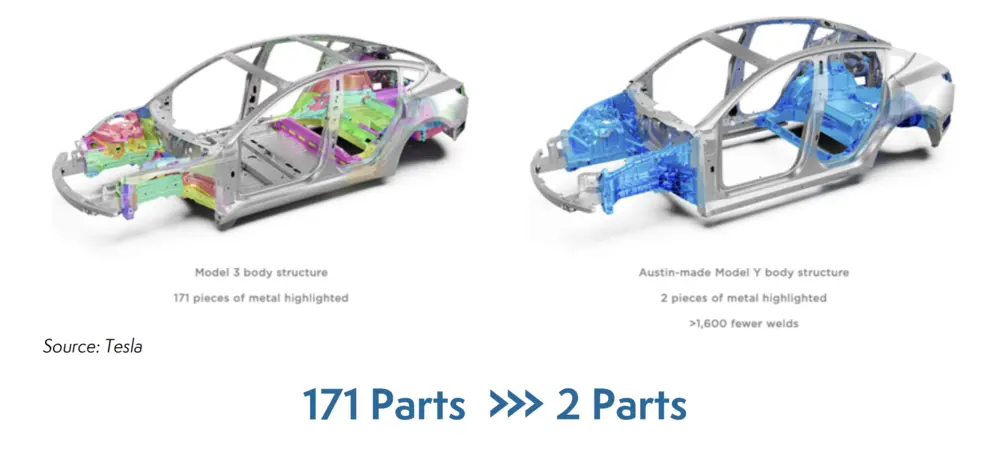 Model 3 body structure
171 pieces of metal highlighted
Austin-made Model Y body structure
2 pieces of metal highlighted
>1,600 fewer welds
Source: Tesla
171 Parts >>> 2 Parts